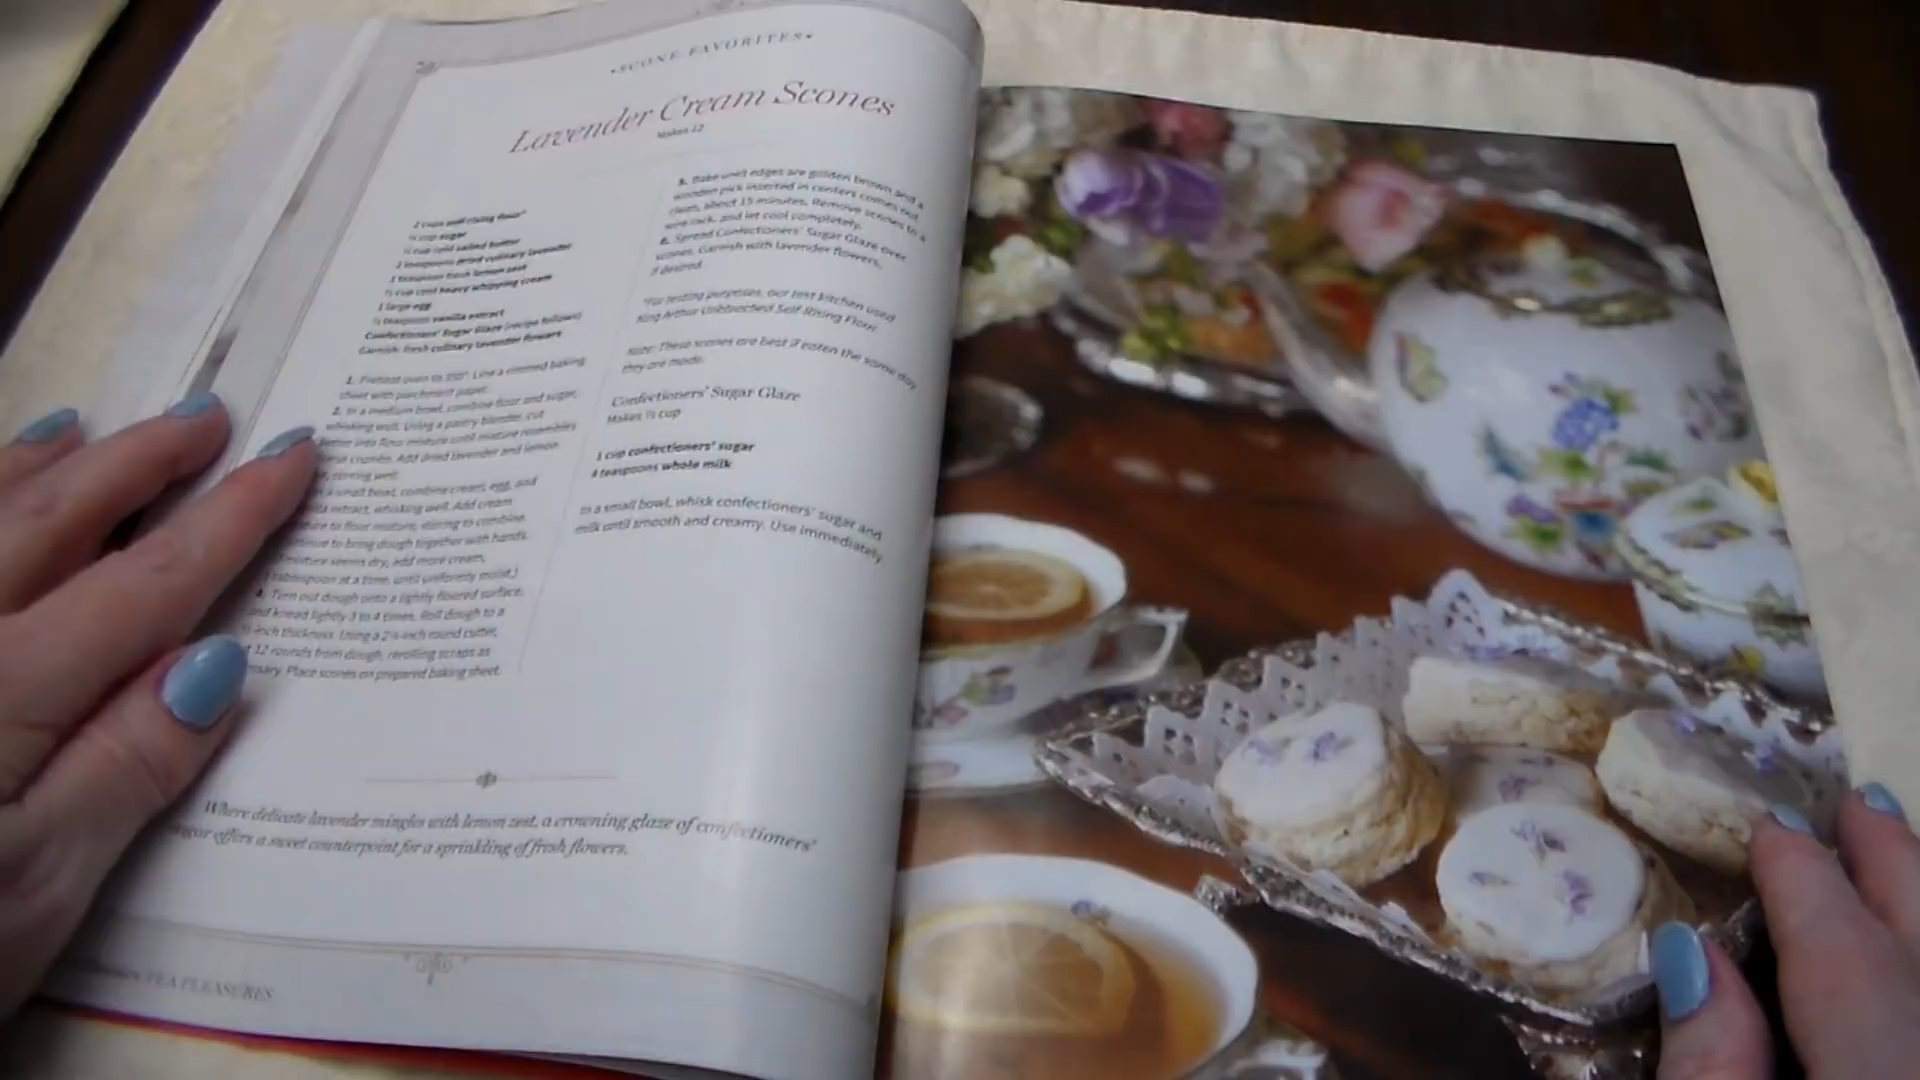 •SCONE FAVORITES•
Lavender Cream Scones
Makes 12
2 cups self-rising flour*
cup sugar
cup cold salted butter
2 teaspoons dried culinary lavender
1 teaspoon fresh lemon zest
½ cup cold heavy whipping cream
1 large egg
½ teaspoon vanilla extract
Confectioners' Sugar Glaze (recipe follows)
Garnish: fresh culinary lavender flowers
1. Preheat oven to 350°. Line a rimmed baking
sheet with parchment paper.
2. In a medium bowl, combine flour and sugar,
whisking well. Using a pastry blender, cut
butter into flour mixture until mixture resembles
crumbs. Add dried lavender and lemon
stirring well.
a small bowl, combine cream, egg, and
extract, whisking well. Add cream
to flour mixture, stirring to combine.
to bring dough together with hands.
mixture seems dry, add more cream,
tablespoon at a time, until uniformly moist.)
4. Turn out dough onto a lightly floured surface,
and knead lightly 3 to 4 times. Roll dough to a
-inch thickness. Using a 2¼-inch round cutter,
12 rounds from dough, rerolling scraps as
Place scones on prepared baking sheet.
5. Bake until edges are golden brown and a
wooden pick inserted in centers comes out
clean, about 15 minutes. Remove scones to a
wire rack, and let cool completely.
6. Spread Confectioners' Sugar Glaze over
scones. Garnish with lavender flowers,
if desired.
*For testing purposes, our test kitchen used
King Arthur Unbleached Self-Rising Flour.
Note: These scones are best if eaten the same day
they are made.
Confectioners' Sugar Glaze
Makes ½ cup
1 cup confectioners' sugar
4 teaspoons whole milk
In a small bowl, whisk confectioners' sugar and
milk until smooth and creamy. Use immediately.
Where delicate lavender mingles with lemon zest, a crowning glaze of confectioners'
sugar offers a sweet counterpoint for a sprinkling of fresh flowers.
TEA PLEASURES